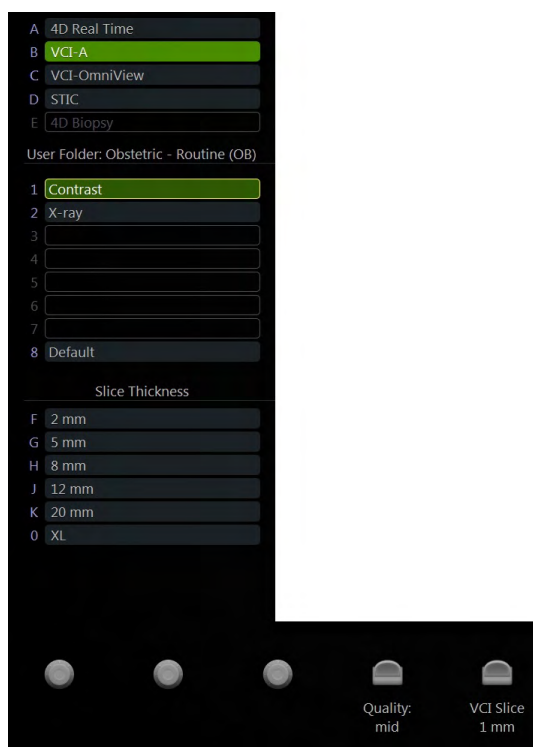 A 4D Real Time
B VCI-A
C VCI-OmniView
D STIC
E 4D Biopsy
User Folder: Obstetric - Routine (OB)
1 Contrast
2 X-ray
3
4
5
6
7
8 Default
Slice Thickness
F 2 mm
G 5 mm
H 8 mm
J 12 mm
K 20 mm
0 XL
Quality: VCI Slice
mid 1 mm